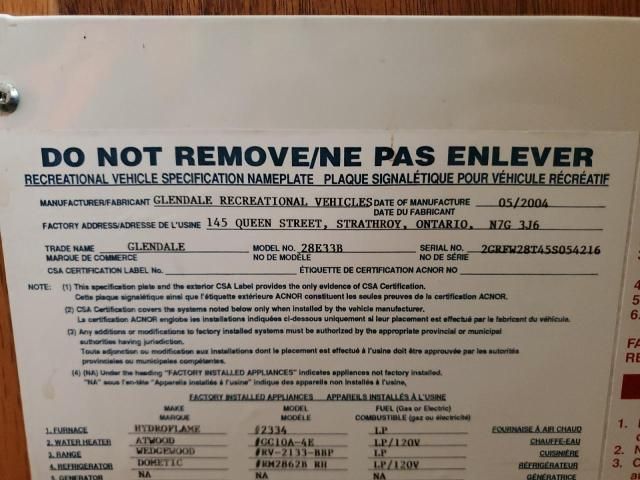 DO NOT REMOVE/NE PAS ENLEVER
RECREATIONAL VEHICLE SPECIFICATION NAMEPLATE PLAQUE SIGNALÉTIQUE POUR VÉHICULE RÉCRÉATIF
MANUFACTURER/FABRICANT GLENDALE RECREATIONAL VEHICLES DATE OF MANUFACTURE 05/2004
DATE DU FABRICANT
FACTORY ADDRESS/ADRESSE DE L'USINE 145 QUEEN STREET, STRATHROY, ONTARIO, N7G 3J6
TRADE NAME GLENDALE MODEL NO. 28E33B SERIAL NO. 2GRFW28T45S054216
MARQUE DE COMMERCE NO DE MODÈLE NO DE SÉRIE
CSA CERTIFICATION LABEL No. ÉTIQUETTE DE CERTIFICATION ACNOR NO
NOTE: (1) This specification plate and the exterior CSA Label provides the only evidence of CSA Certification.
Cette plaque signalétique ainsi que l'étiquette extérieure ACNOR constituent les seules preuves de la certification ACNOR.
(2) CSA Certification covers the systems noted below only when installed by the vehicle manufacturer.
La certification ACNOR englobe les installations indiquées ci-dessous uniquement si leur placement est effectué par le fabricant du véhicule.
(3) Any additions or modifications to factory installed systems must be authorized by the appropriate provincial or municipal
authorities having jurisdiction.
Toute adjonction ou modification aux installations dont le placement est effectué à l'usine doit être approuvée par les autorités
provinciales ou municipales compétentes.
(4) (NA) Under the heading "FACTORY INSTALLED APPLIANCES" indicates appliances not factory installed.
"NA" sous l'en-tête "Appareils installés à l'usine" indique des appareils non installés à l'usine.
FACTORY INSTALLED APPLIANCES APPAREILS INSTALLÉS À L'USINE
MAKE MODEL FUEL (Gas or Electric)
MARQUE MODÈLE COMBUSTIBLE (gaz ou électricité)
1. FURNACE HYDROFLAME #2334 LP FOURNAISE À AIR CHAUD
2. WATER HEATER ATWOOD #GC10A-4E LP/120V CHAUFFE-EAU
3. RANGE WEDGEWOOD #RV-2133-BBP LP CUISINIÈRE
4. REFRIGERATOR DOMETIC #RM2862B RH LP/120V RÉFRIGÉRATEUR
5. GENERATOR NA NA NA GÉNÉRATRICE